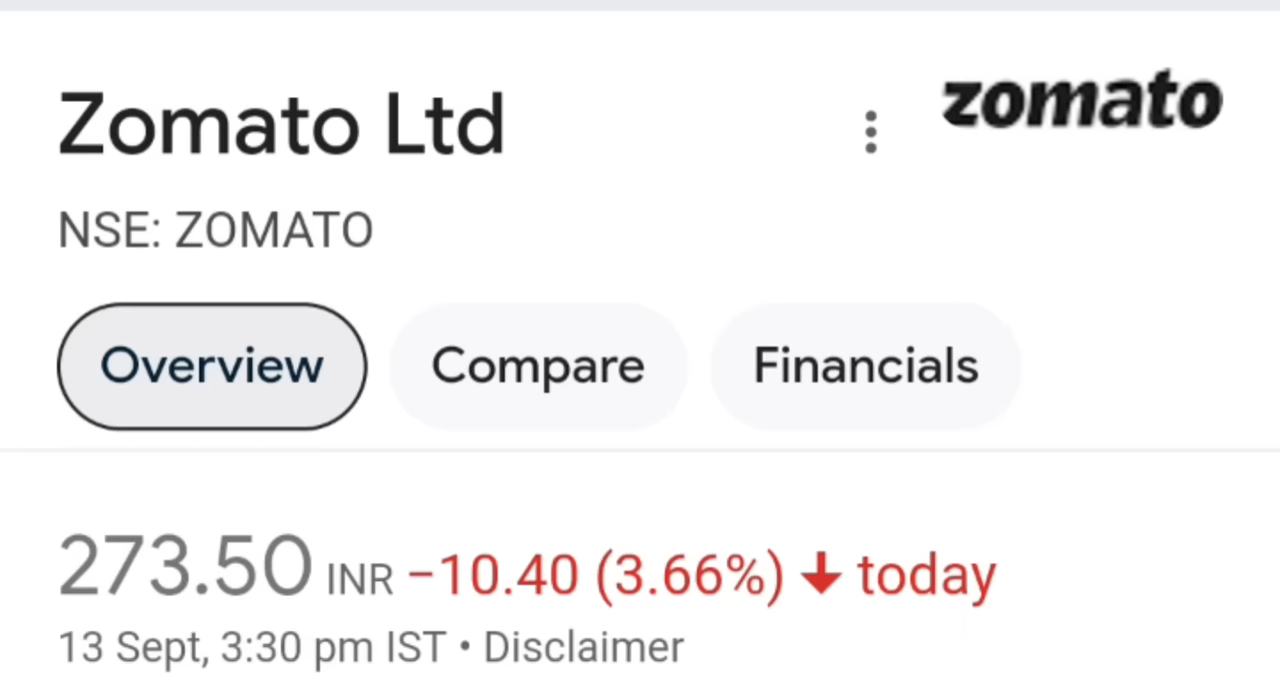 Zomato Ltd
zomato
NSE: ZOMATO
Overview Compare Financials
273.50 INR −10.40 (3.66%) ↓ today
13 Sept, 3:30 pm IST • Disclaimer